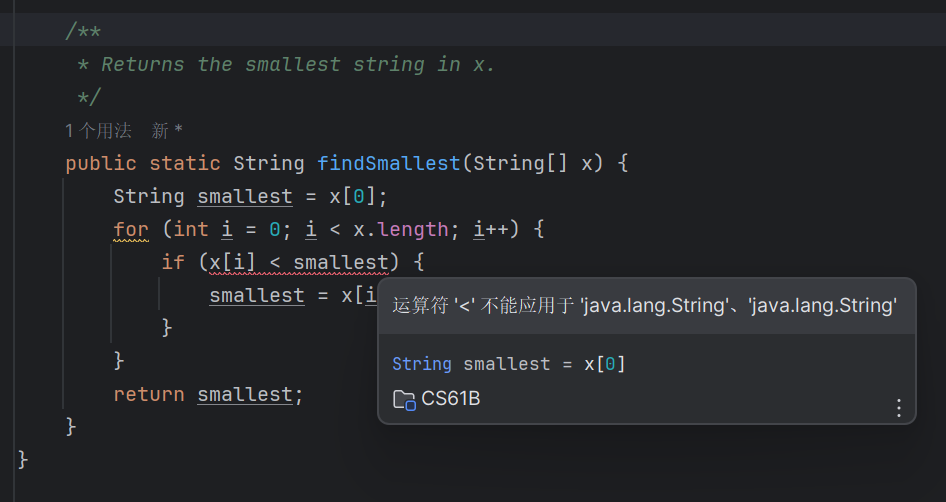 /**
* Returns the smallest string in x.
*/
1 个用法 新 *
public static String findSmallest(String[] x) {
String smallest = x[0];
for (int i = 0; i < x.length; i++) {
if (x[i] < smallest) {
smallest = x[i
运算符 '<' 不能应用于 'java.lang.String'、'java.lang.String'
}
String smallest = x[0]
}
CS61B
return smallest;
}
}